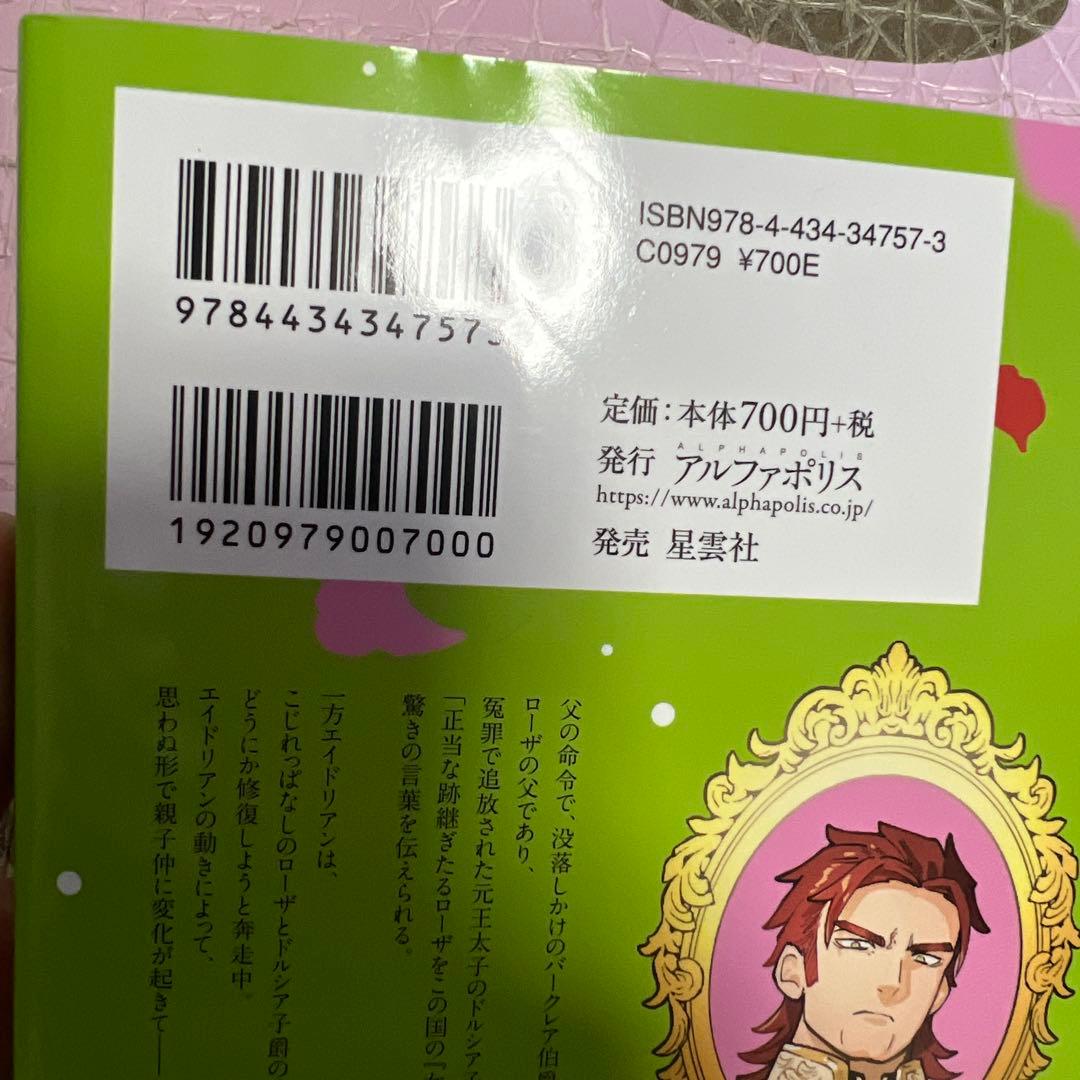 ISBN978-4-434-34757-3
C0979 ¥700E
978443434757
1920979007000
定価:本体700円+税
ALPHAPOLIS
発行 アルファポリス
https://www.alphapolis.co.jp/
発売 星雲社
父の命令で、没落しかけのバークレア伯
ローザの父であり、
冤罪で追放された元王太子のドルシア
「正当な跡継ぎたるローザをこの国の『
驚きの言葉を伝えられる。
一方エイドリアンは、
こじれっぱなしのローザとドルシア子爵の
どうにか修復しようと奔走中。
エイドリアンの動きによって、
思わぬ形で親子仲に変化が起きて――